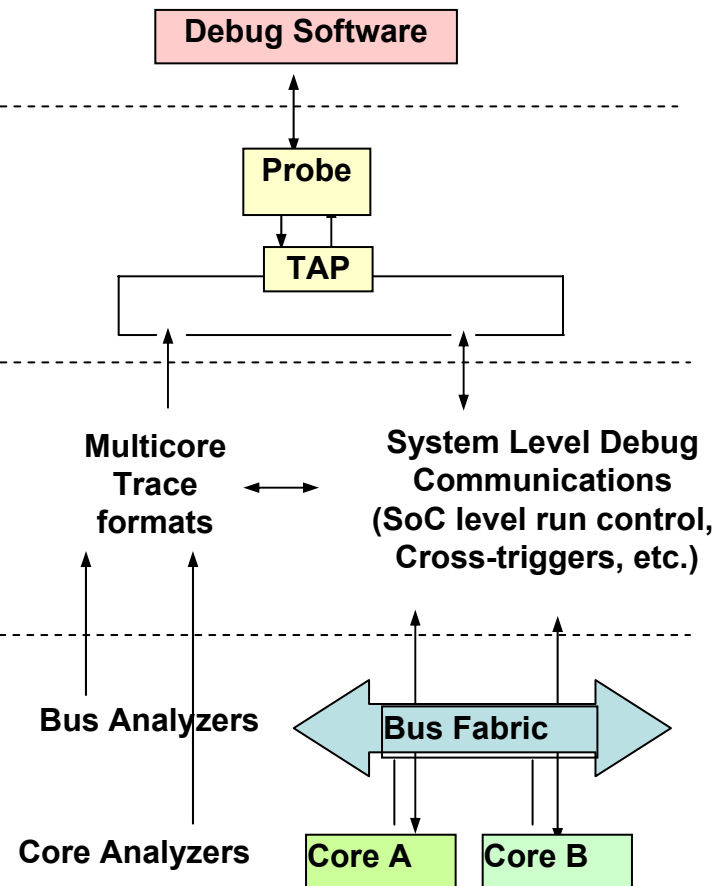 Debug Software
Probe
TAP
Multicore
Trace
formats
System Level Debug
Communications
(SoC level run control,
Cross-triggers, etc.)
Bus Analyzers
Bus Fabric
Core Analyzers
Core A
Core B